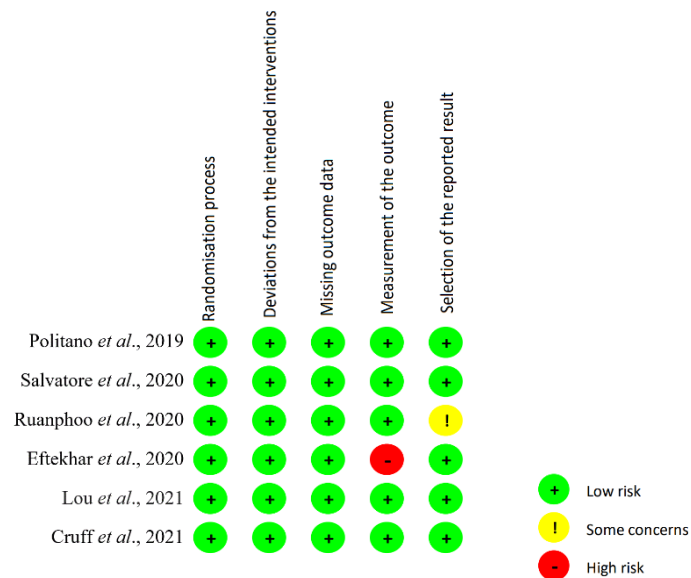 Randomisation process
Deviations from the intended interventions
Missing outcome data
Measurement of the outcome
Selection of the reported result
Politano et al., 2019 + + + + +
Salvatore et al., 2020 + + + + +
Ruanphoo et al., 2020 + + + + !
Eftekhar et al., 2020 + + + - +
Lou et al., 2021 + + + + +
Cruff et al., 2021 + + + + +
+ Low risk
! Some concerns
- High risk